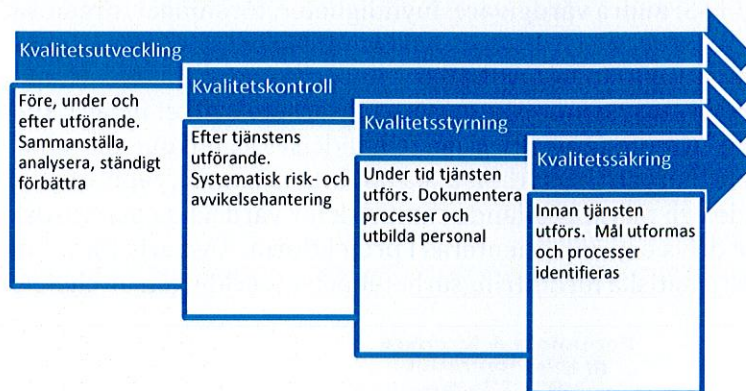 Kvalitetsutveckling
Före, under och
efter utförande.
Sammanställa,
analysera, ständigt
förbättra
Kvalitetskontroll
Efter tjänstens
utförande.
Systematisk risk- och
avvikelsehantering
Kvalitetsstyrning
Under tid tjänsten
utförs. Dokumentera
processer och
utbilda personal
Kvalitetssäkring
Innan tjänsten
utförs. Mål utformas
och processer
identifieras